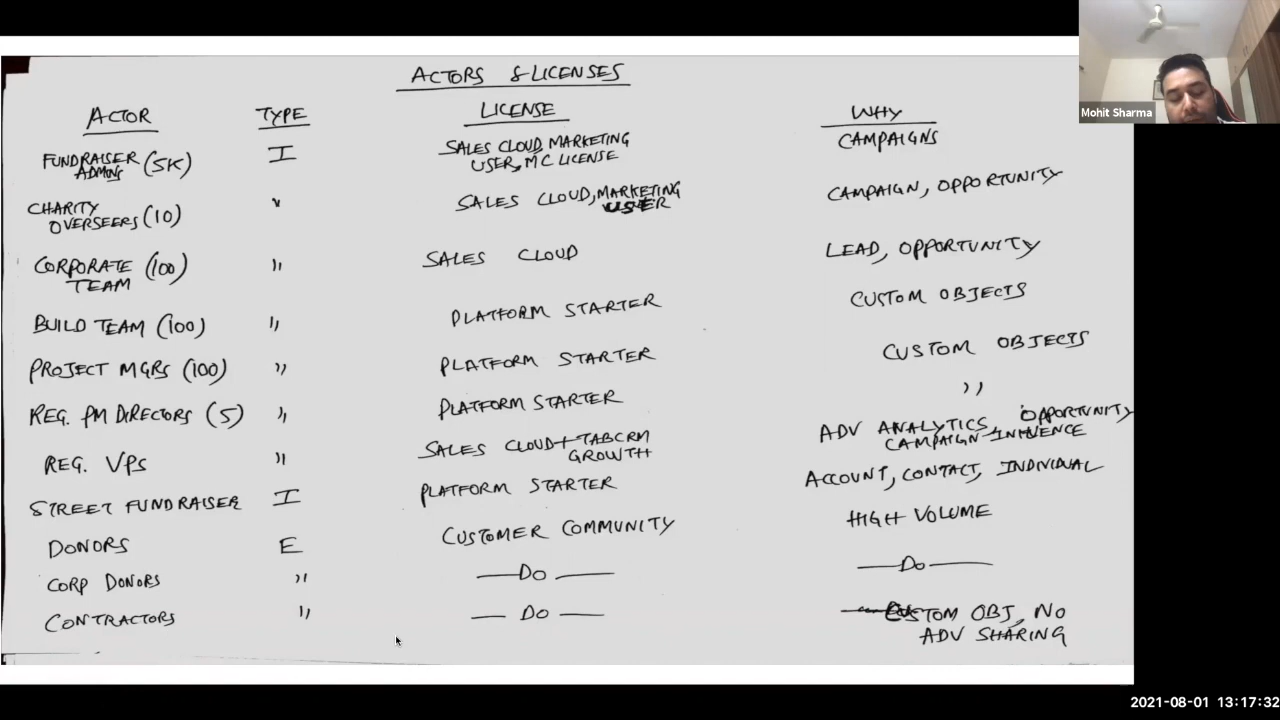 ACTORS & LICENSES
ACTOR TYPE LICENSE WHY
FUNDRAISER ADMINS (5K) I SALES CLOUD, MARKETING USER, MC LICENSE CAMPAIGNS
CHARITY OVERSEERS (10) " SALES CLOUD, MARKETING USER CAMPAIGN, OPPORTUNITY
CORPORATE TEAM (100) " SALES CLOUD LEAD, OPPORTUNITY
BUILD TEAM (100) " PLATFORM STARTER CUSTOM OBJECTS
PROJECT MGRS (100) " PLATFORM STARTER CUSTOM OBJECTS
REG. PM DIRECTORS (5) " PLATFORM STARTER "
REG. VPs " SALES CLOUD + TABCRM GROWTH ADV ANALYTICS, OPPORTUNITY CAMPAIGN INFLUENCE
STREET FUNDRAISER I PLATFORM STARTER ACCOUNT, CONTACT, INDIVIDUAL
DONORS E CUSTOMER COMMUNITY HIGH VOLUME
CORP DONORS " —DO— —DO—
CONTRACTORS " —DO— CUSTOM OBJ, NO ADV SHARING
Mohit Sharma
2021-08-01 13:17:32